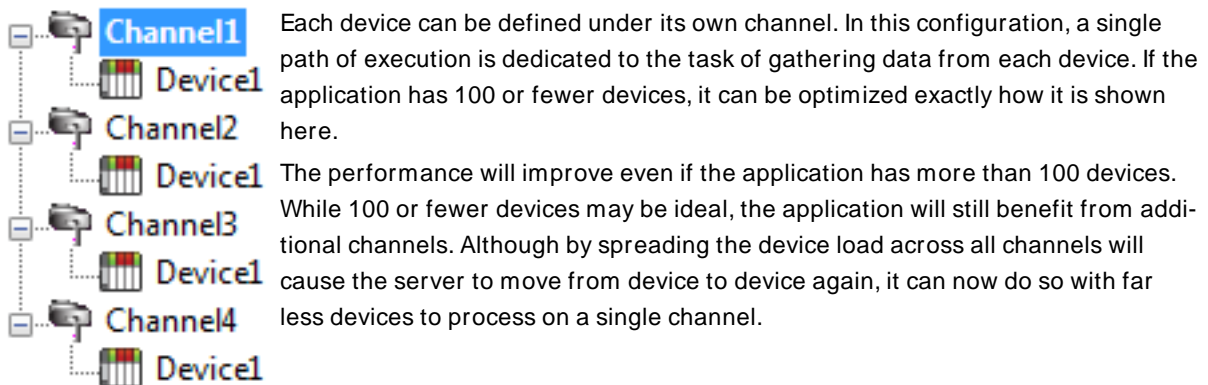 Channel1
Device1
Channel2
Device1
Channel3
Device1
Channel4
Device1
Each device can be defined under its own channel. In this configuration, a single
path of execution is dedicated to the task of gathering data from each device. If the
application has 100 or fewer devices, it can be optimized exactly how it is shown
here.
The performance will improve even if the application has more than 100 devices.
While 100 or fewer devices may be ideal, the application will still benefit from addi-
tional channels. Although by spreading the device load across all channels will
cause the server to move from device to device again, it can now do so with far
less devices to process on a single channel.